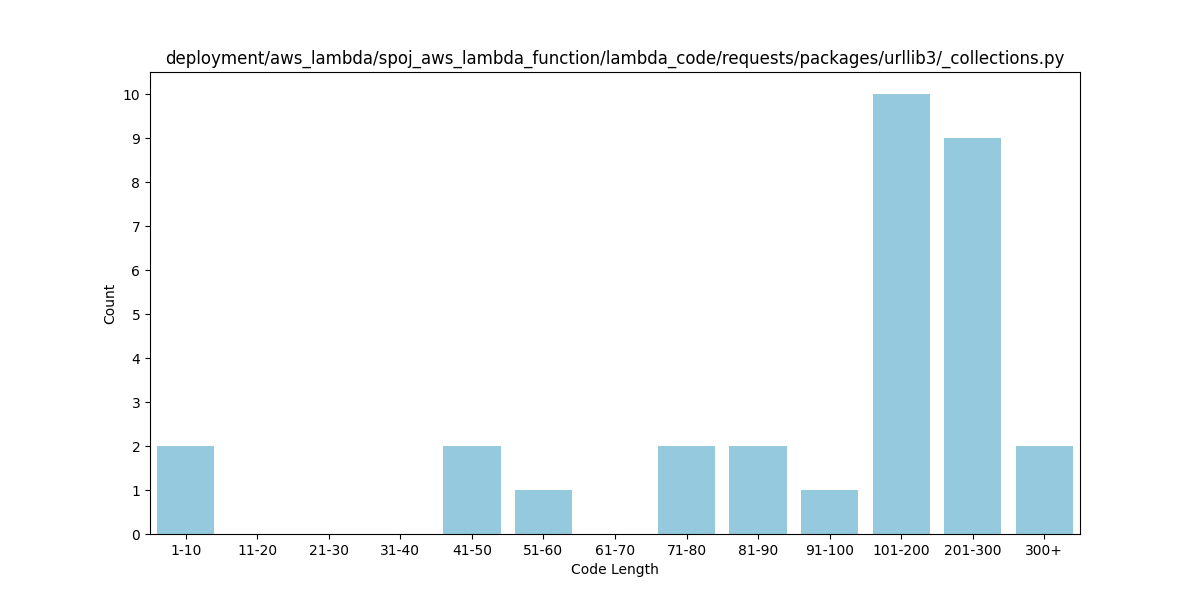 deployment/aws_lambda/spoj_aws_lambda_function/lambda_code/requests/packages/urllib3/_collections.py
10
9
8
7
6
5
4
3
2
1
0
Count
1-10 11-20 21-30 31-40 41-50 51-60 61-70 71-80 81-90 91-100 101-200 201-300 300+
Code Length